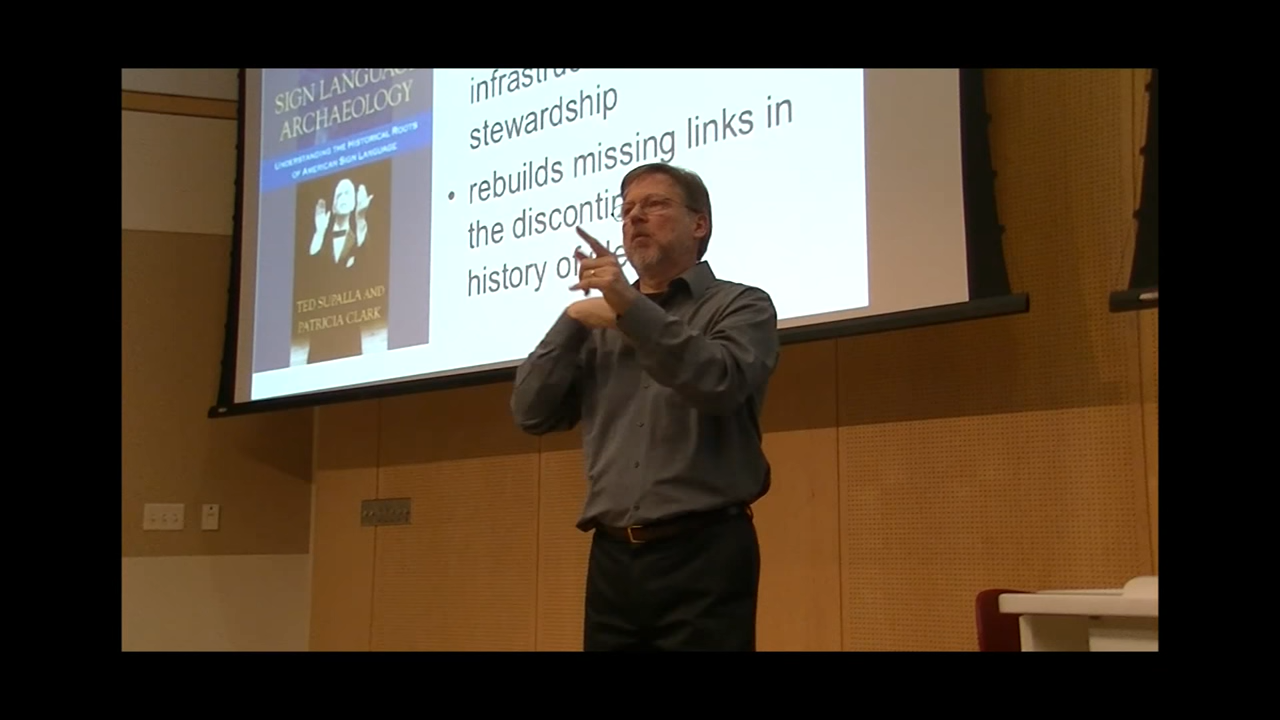 SIGN LANGUAGE
ARCHAEOLOGY
UNDERSTANDING THE HISTORICAL ROOTS
OF AMERICAN SIGN LANGUAGE
TED SUPALLA AND
PATRICIA CLARK
stewardship
• rebuilds missing links in
the
history of